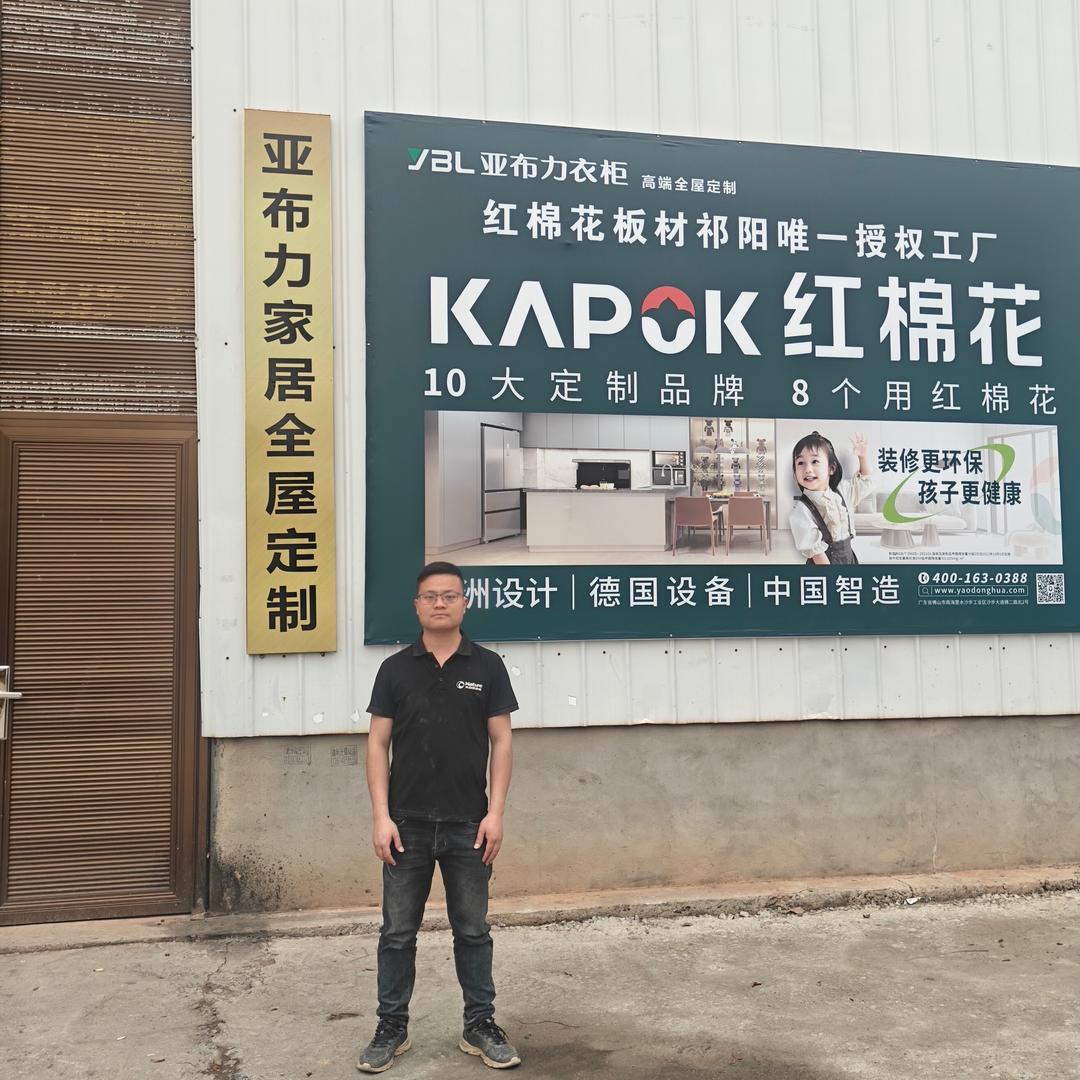 亚布力家居全屋定制
YBL 亚布力衣柜 高端全屋定制
红棉花板材祁阳唯一授权工厂
KAPOK 红棉花
10大定制品牌 8个用红棉花
装修更环保
孩子更健康
洲设计|德国设备|中国智造
400-163-0388
www.yaodonghua.com
Nature